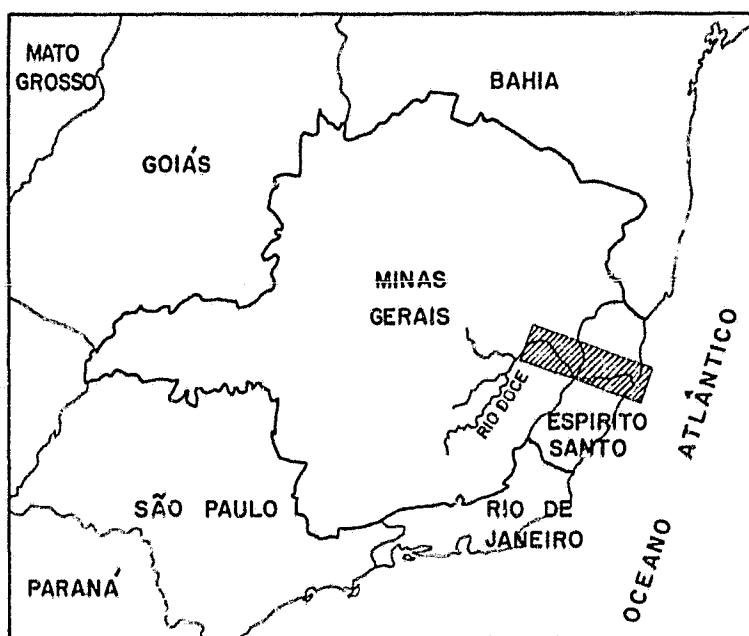 MATO
GROSSO
BAHIA
GOIÁS
MINAS
GERAIS
RIO DOCE
ESPIRITO
SANTO
ATLÂNTICO
SÃO PAULO
RIO DE
JANEIRO
PARANÁ
OCEANO